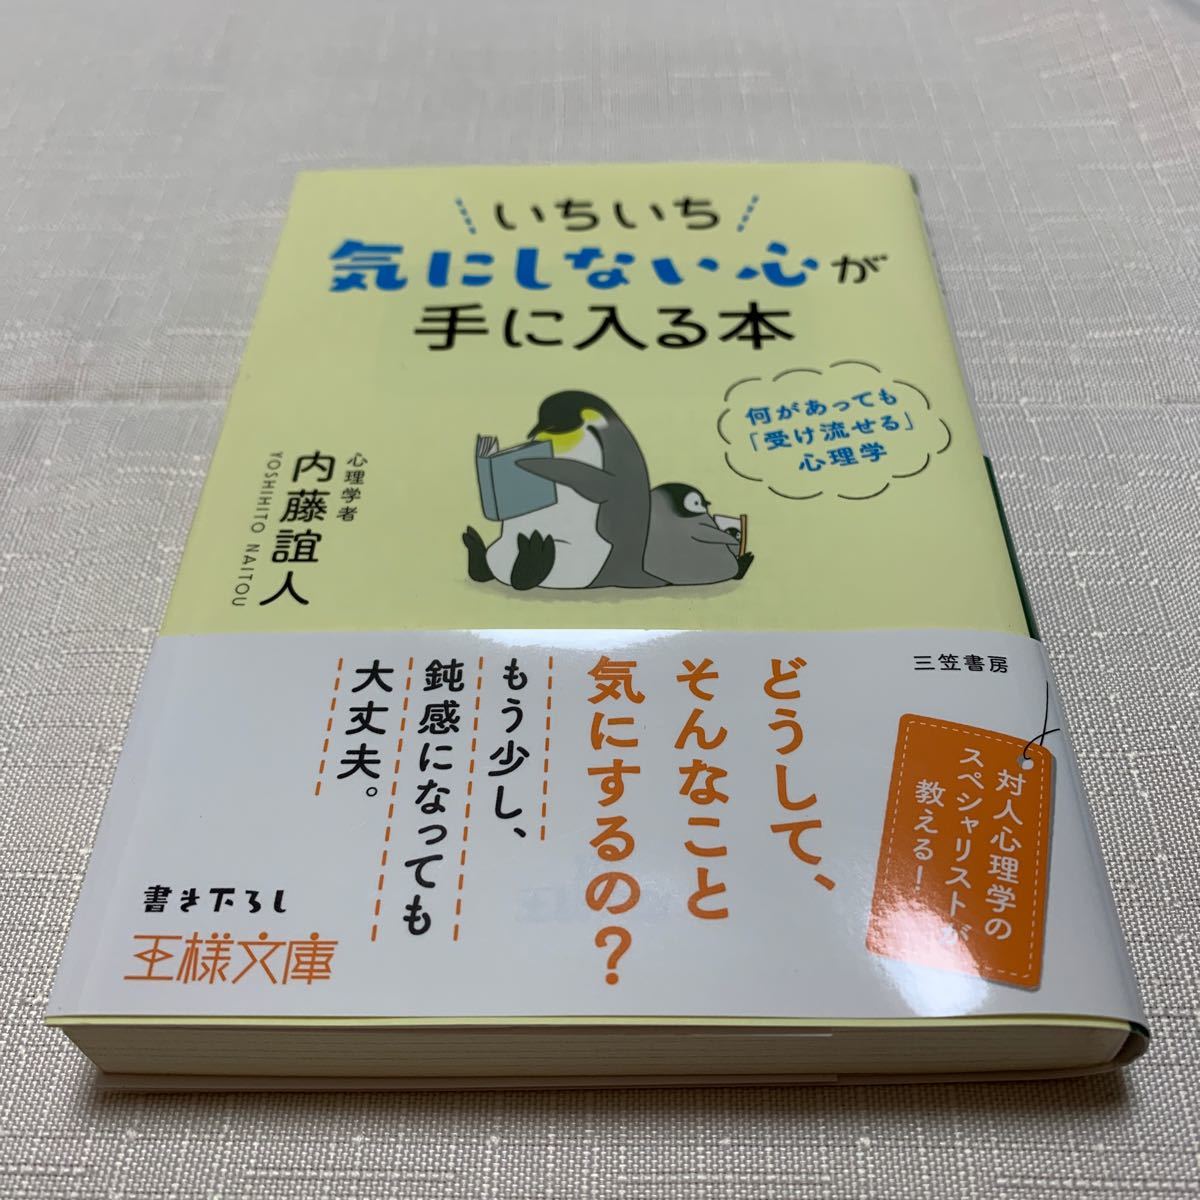 いちいち
気にしない心が
手に入る本
何があっても
「受け流せる」
心理学
心理学者
内藤誼人
YOSHIHITO NAITOU
三笠書房
対人心理学の
スペシャリストが
教える！
どうして、
そんなこと
気にするの？
もう少し、
鈍感になっても
大丈夫。
書き下ろし
王様文庫